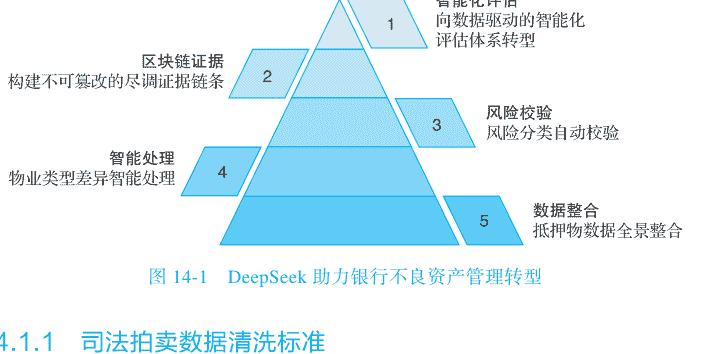 智能化评估
1
向数据驱动的智能化
评估体系转型
区块链证据
2
构建不可篡改的尽调证据链条
风险校验
3
风险分类自动校验
智能处理
4
物业类型差异智能处理
数据整合
5
抵押物数据全景整合
图 14-1 DeepSeek 助力银行不良资产管理转型
4.1.1 司法拍卖数据清洗标准